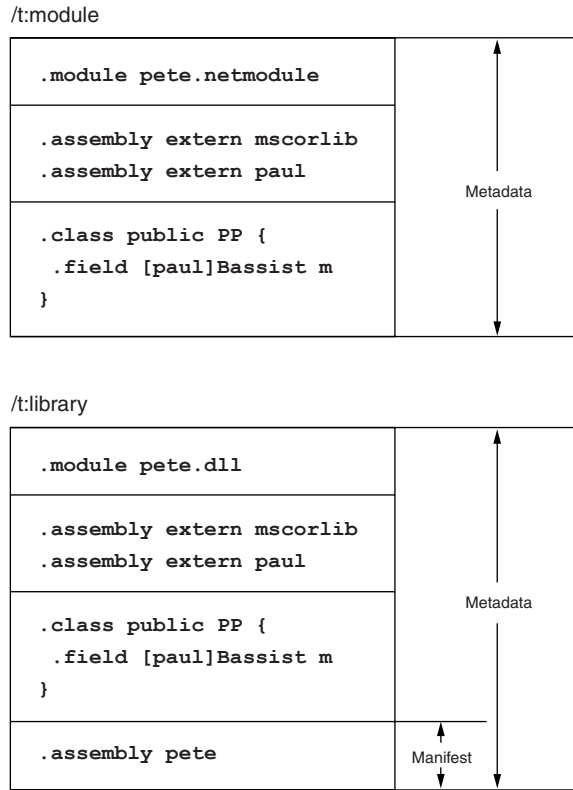 /t:module
.module pete.netmodule
.assembly extern mscorlib
.assembly extern paul
Metadata
.class public PP {
.field [paul]Bassist m
}
/t:library
.module pete.dll
.assembly extern mscorlib
.assembly extern paul
Metadata
.class public PP {
.field [paul]Bassist m
}
.assembly pete
Manifest